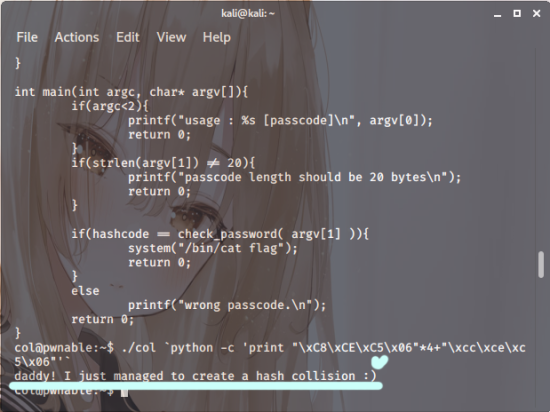 kali@kali: ~
File Actions Edit View Help
}
int main(int argc, char* argv[]){
if(argc<2){
printf("usage : %s [passcode]\n", argv[0]);
return 0;
}
if(strlen(argv[1]) ≠ 20){
printf("passcode length should be 20 bytes\n");
return 0;
}
if(hashcode == check_password( argv[1] )){
system("/bin/cat flag");
return 0;
}
else
printf("wrong passcode.\n");
return 0;
}
col@pwnable:~$ ./col `python -c 'print "\xC8\xCE\xC5\x06"*4+"\xcc\xce\xc
5\x06"'`
daddy! I just managed to create a hash collision :)
col@pwnable:~$